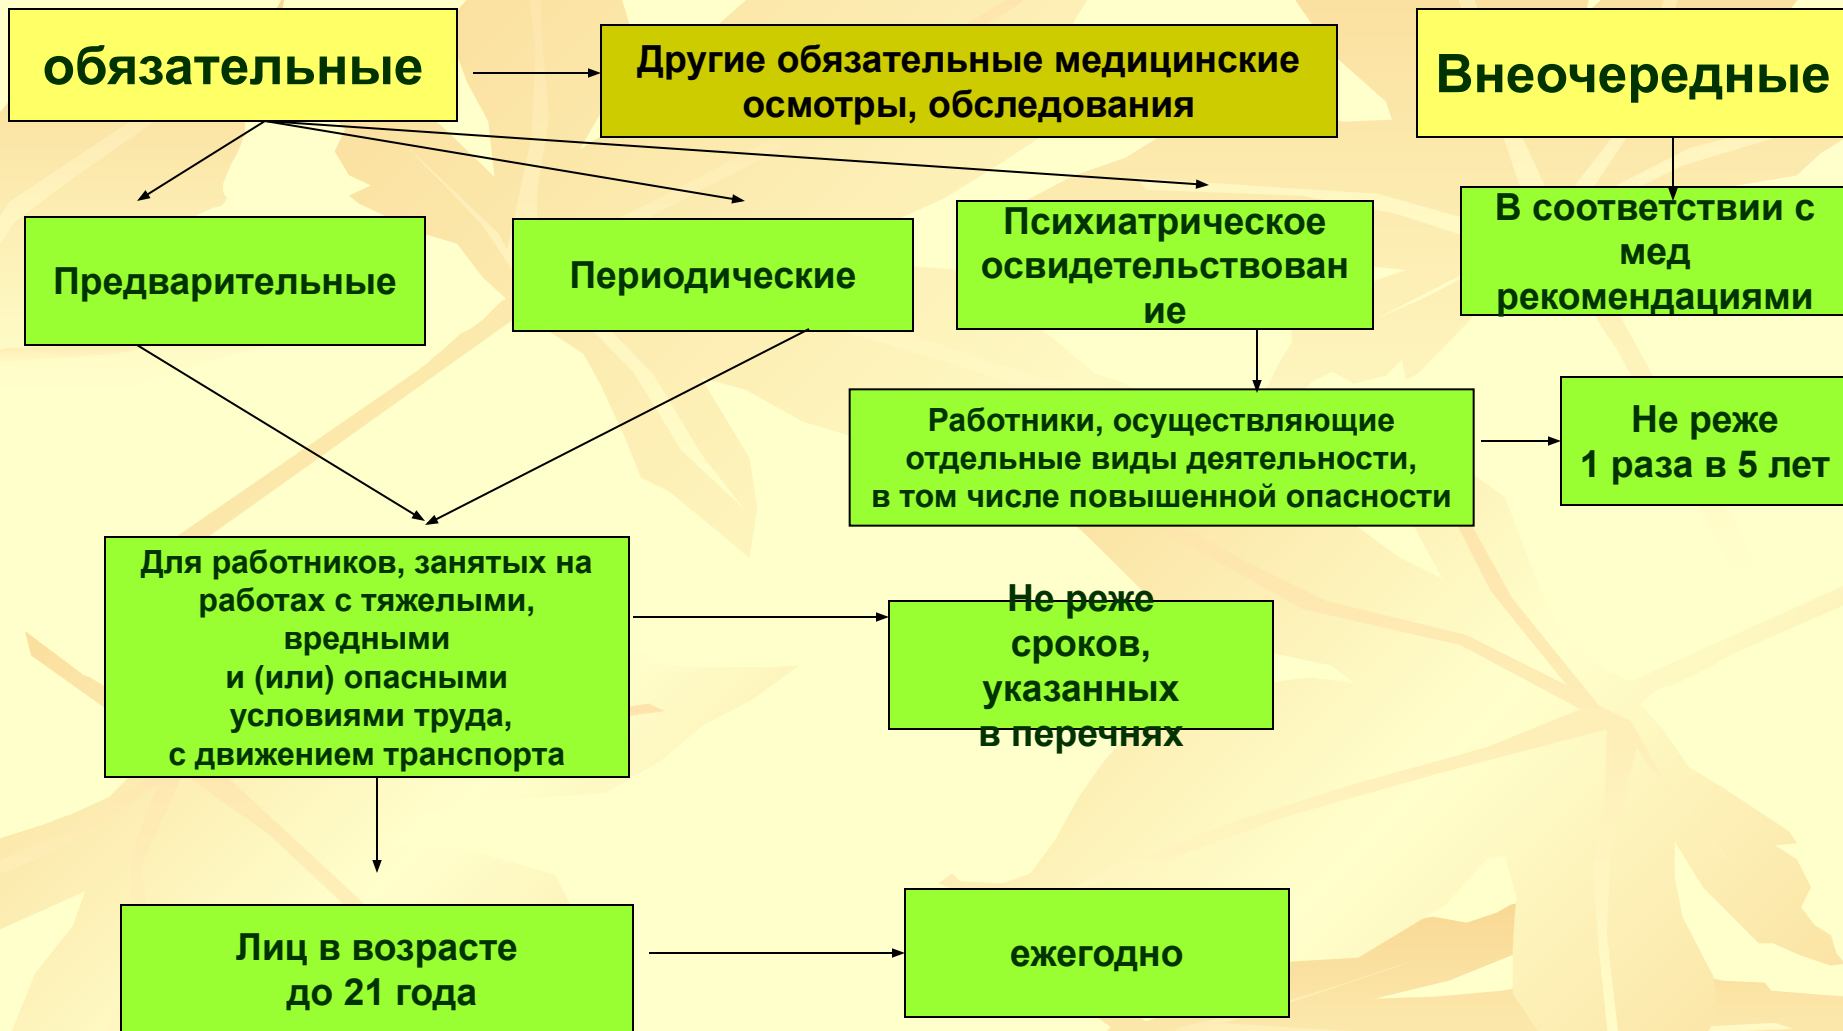 обязательные
Другие обязательные медицинские
осмотры, обследования
Внеочередные
Предварительные
Периодические
Психиатрическое
освидетельствован
ие
В соответствии с
мед
рекомендациями
Работники, осуществляющие
отдельные виды деятельности,
в том числе повышенной опасности
Не реже
1 раза в 5 лет
Для работников, занятых на
работах с тяжелыми,
вредными
и (или) опасными
условиями труда,
с движением транспорта
Не реже
сроков,
указанных
в перечнях
Лиц в возрасте
до 21 года
ежегодно